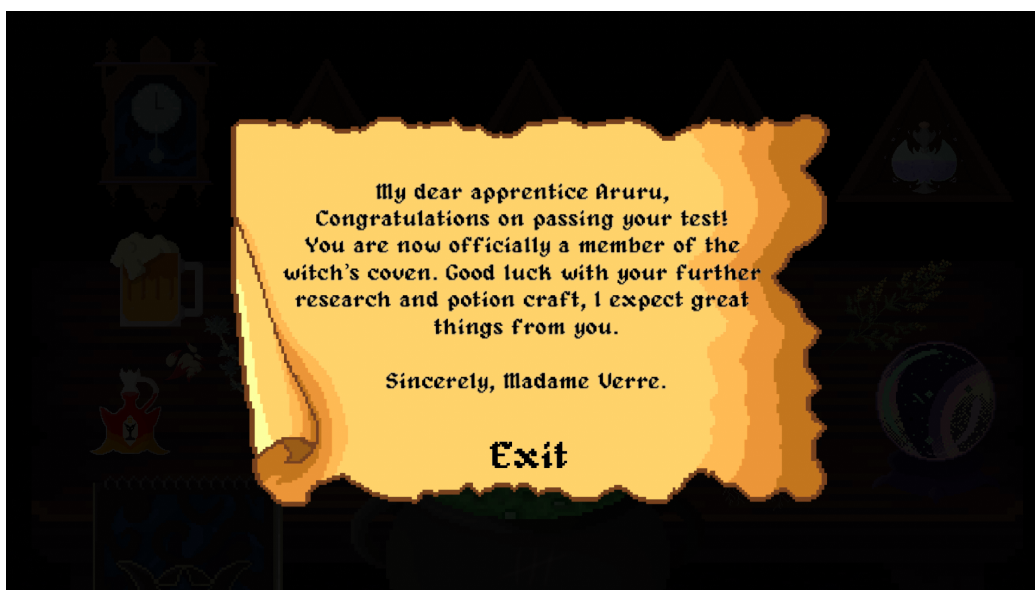 My dear apprentice Aruru,
Congratulations on passing your test!
You are now officially a member of the
witch's coven. Good luck with your further
research and potion craft, I expect great
things from you.
Sincerely, Madame Verre.
Exit